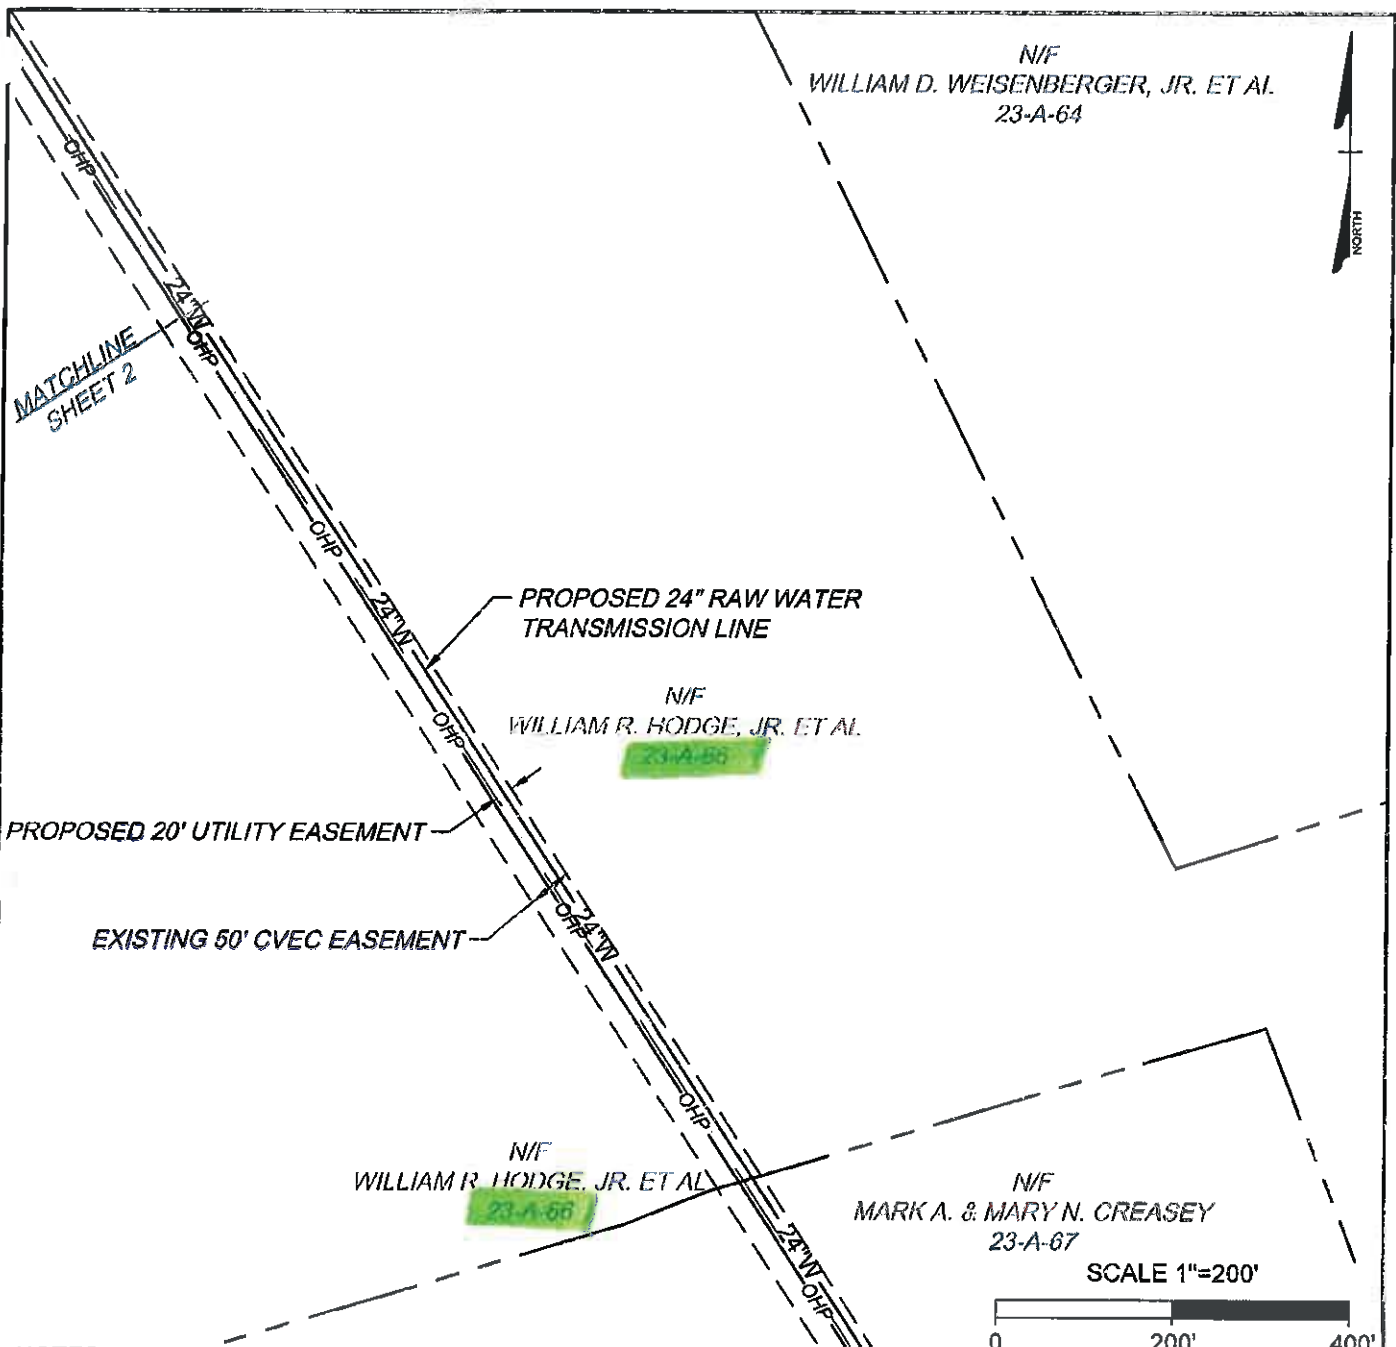 N/F
WILLIAM D. WEISENBERGER, JR. ET AL
23-A-64
NORTH
OHP
24"W
OHP
MATCHLINE
SHEET 2
OHP
24"W
PROPOSED 24" RAW WATER
TRANSMISSION LINE
N/F
WILLIAM R. HODGE, JR. ET AL
OHP
PROPOSED 20' UTILITY EASEMENT
EXISTING 50' CVEC EASEMENT
OHP
24"W
OHP
N/F
WILLIAM R. HODGE, JR. ET AL
23-A-66
N/F
MARK A. & MARY N. CREASEY
23-A-67
24"W
OHP
SCALE 1"=200'
0 200' 400'